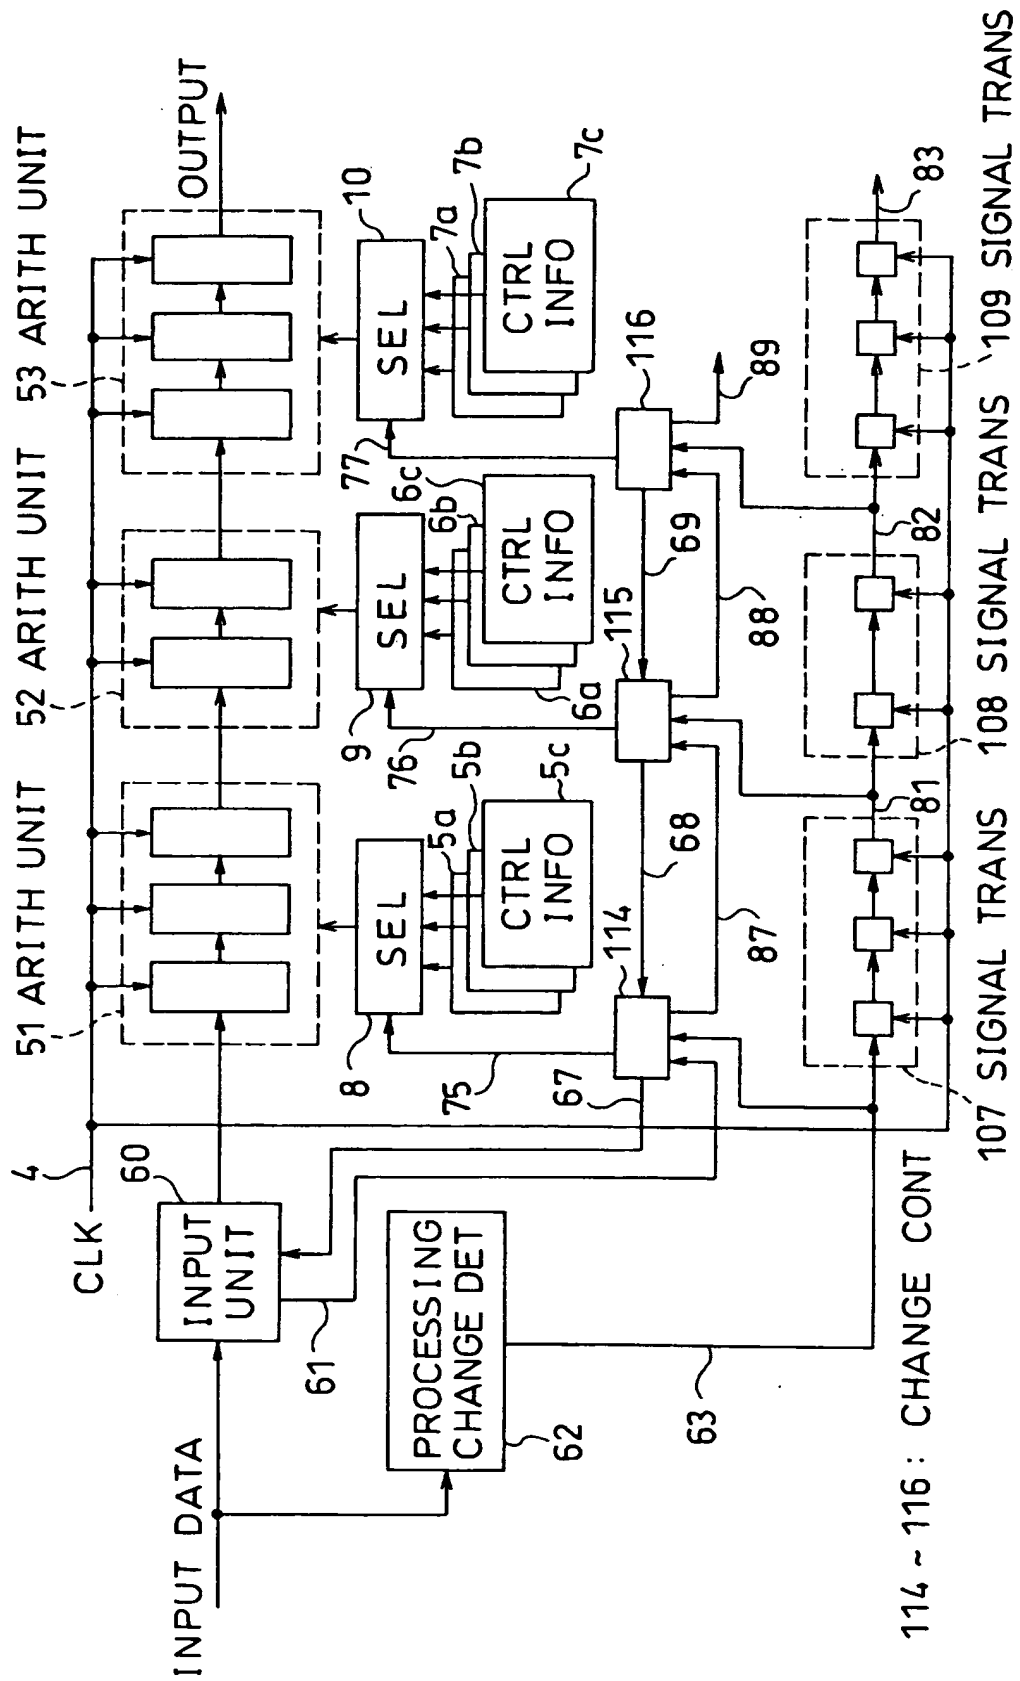 51 ARITH UNIT
52 ARITH UNIT
53 ARITH UNIT
4
CLK
60
INPUT
UNIT
INPUT DATA
OUTPUT
61
PROCESSING
CHANGE DET
62
63
8
SEL
75
5a
5b
5c
CTRL
INFO
9
SEL
76
6a
6b
6c
CTRL
INFO
10
SEL
77
7a
7b
7c
CTRL
INFO
67
114
68
115
69
116
87
88
89
81
82
83
107 SIGNAL TRANS
108 SIGNAL TRANS
109 SIGNAL TRANS
114 ~ 116 : CHANGE CONT